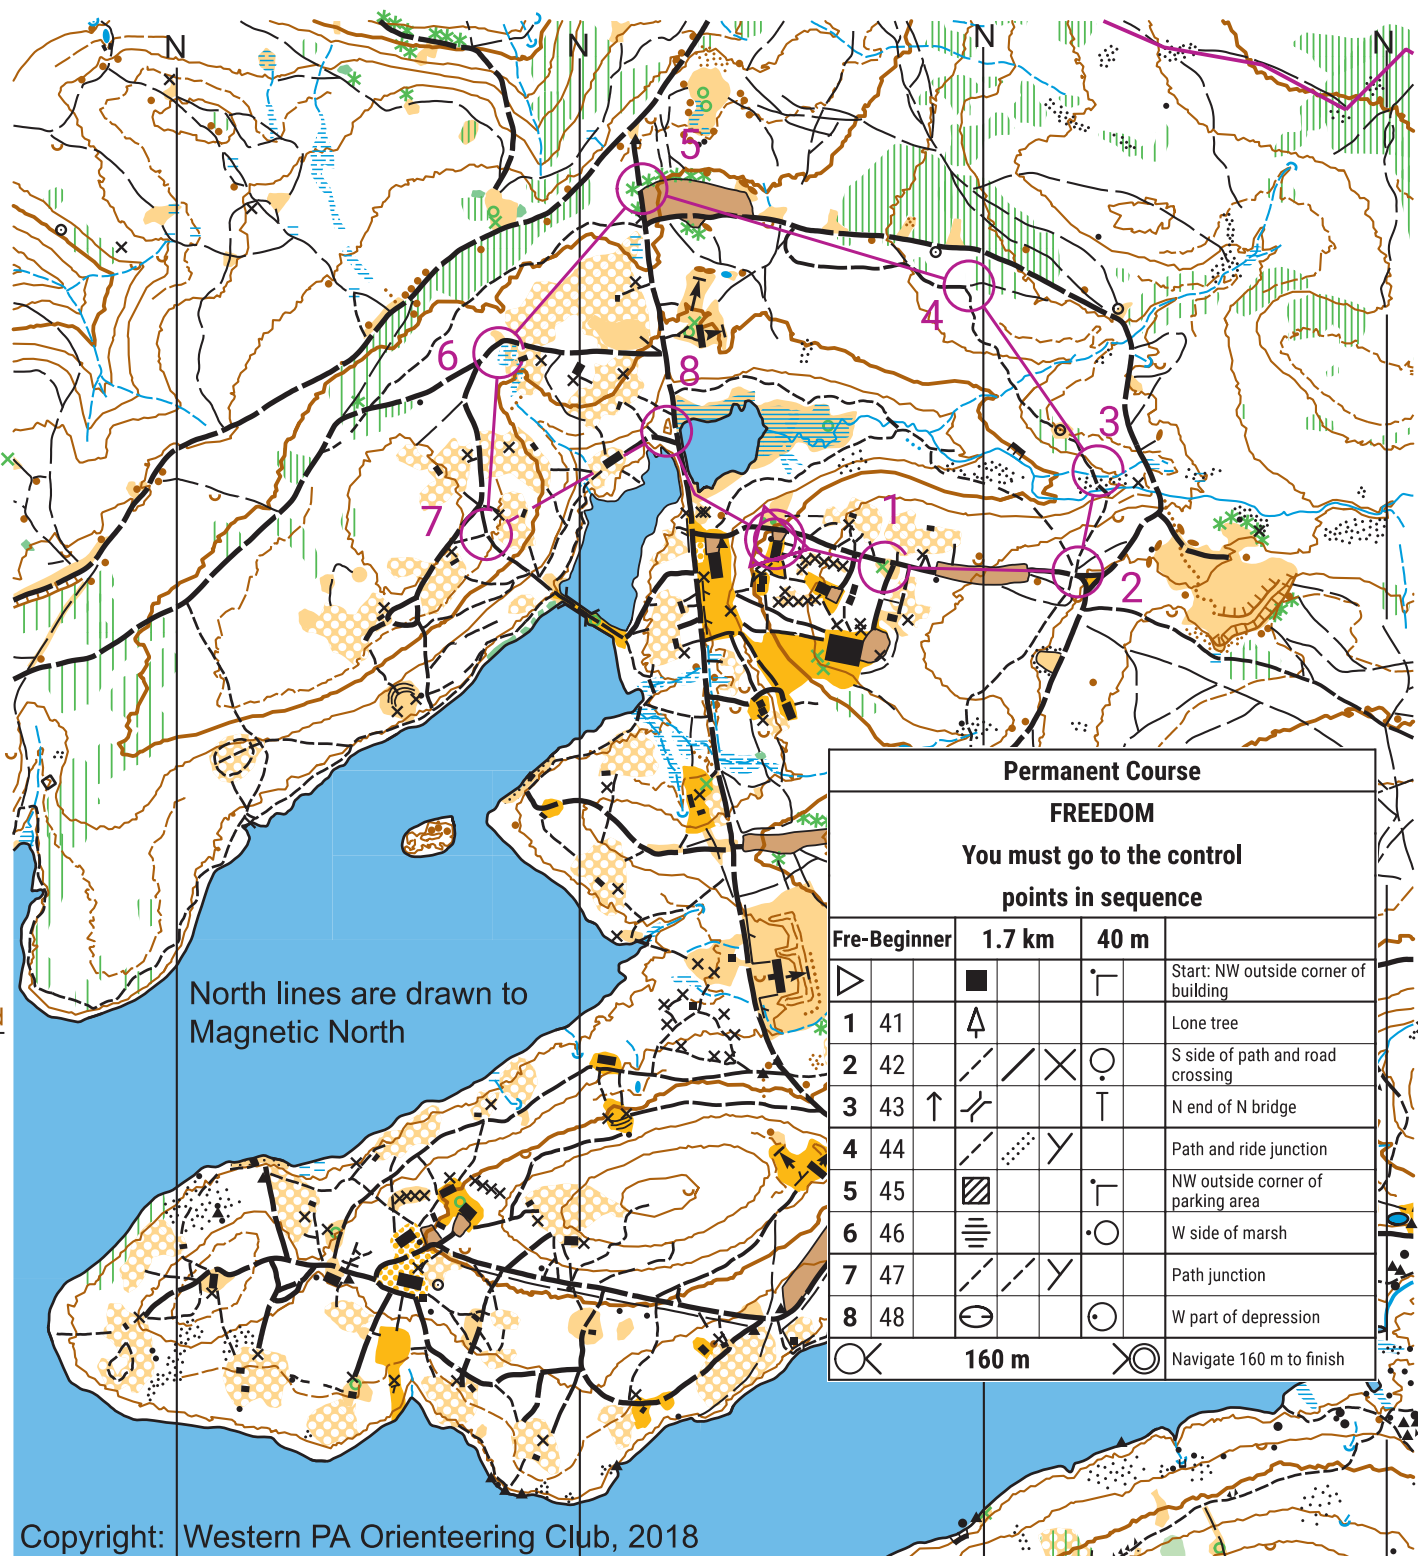 N N N N
5
4
6
8
3
7
1
2
Permanent Course
FREEDOM
You must go to the control
points in sequence
Fre-Beginner 1.7 km 40 m
Start: NW outside corner of
building
1 41 Lone tree
2 42 S side of path and road
crossing
3 43 N end of N bridge
4 44 Path and ride junction
5 45 NW outside corner of
parking area
6 46 W side of marsh
7 47 Path junction
8 48 W part of depression
160 m Navigate 160 m to finish
North lines are drawn to
Magnetic North
Copyright: Western PA Orienteering Club, 2018